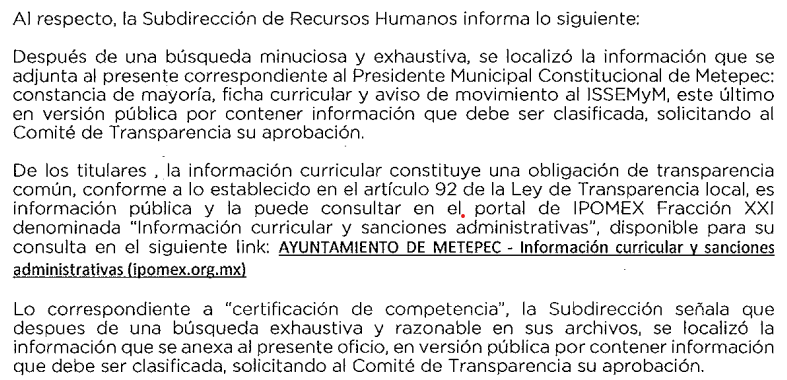 Al respecto, la Subdirección de Recursos Humanos informa lo siguiente:
Después de una búsqueda minuciosa y exhaustiva, se localizó la información que se
adjunta al presente correspondiente al Presidente Municipal Constitucional de Metepec:
constancia de mayoría, ficha curricular y aviso de movimiento al ISSEMyM, este último
en versión pública por contener información que debe ser clasificada, solicitando al
Comité de Transparencia su aprobación.
De los titulares , la información curricular constituye una obligación de transparencia
común, conforme a lo establecido en el artículo 92 de la Ley de Transparencia local, es
información pública y la puede consultar en el portal de IPOMEX Fracción XXI
denominada "Información curricular y sanciones administrativas", disponible para su
consulta en el siguiente link: AYUNTAMIENTO DE METEPEC - Información curricular y sanciones
administrativas (ipomex.org.mx)
Lo correspondiente a "certificación de competencia", la Subdirección señala que
despues de una búsqueda exhaustiva y razonable en sus archivos, se localizó la
información que se anexa al presente oficio, en versión pública por contener información
que debe ser clasificada, solicitando al Comité de Transparencia su aprobación.